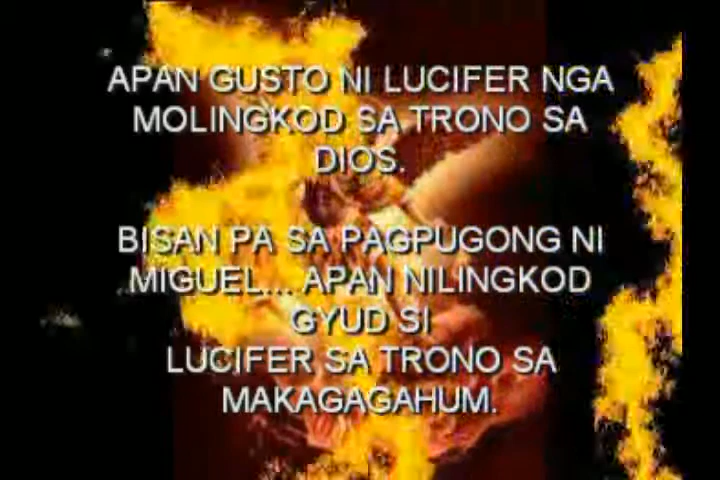 APAN GUSTO NI LUCIFER NGA
MOLINGKOD SA TRONO SA
DIOS.
BISAN PA SA PAGPUGONG NI
MIGUEL... APAN NILINGKOD
GYUD SI
LUCIFER SA TRONO SA
MAKAGAGAHUM.